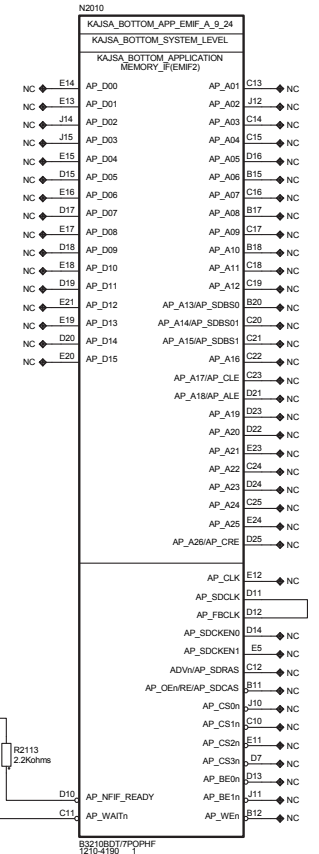 N2010
KAJSA_BOTTOM_APP_EMIF_A_9_24
KAJSA_BOTTOM_SYSTEM_LEVEL
KAJSA_BOTTOM_APPLICATION
MEMORY_IF(EMIF2)
NC E14 AP_D00 AP_A01 C13 NC
NC E13 AP_D01 AP_A02 J12 NC
NC J14 AP_D02 AP_A03 C14 NC
NC J15 AP_D03 AP_A04 C15 NC
NC E15 AP_D04 AP_A05 D16 NC
NC D15 AP_D05 AP_A06 B15 NC
NC E16 AP_D06 AP_A07 C16 NC
NC D17 AP_D07 AP_A08 B17 NC
NC E17 AP_D08 AP_A09 C17 NC
NC D18 AP_D09 AP_A10 B18 NC
NC E18 AP_D10 AP_A11 C18 NC
NC D19 AP_D11 AP_A12 C19 NC
NC E21 AP_D12 AP_A13/AP_SDBS0 B20 NC
NC E19 AP_D13 AP_A14/AP_SDBS01 C20 NC
NC D20 AP_D14 AP_A15/AP_SDBS1 C21 NC
NC E20 AP_D15 AP_A16 C22 NC
AP_A17/AP_CLE C23 NC
AP_A18/AP_ALE D21 NC
AP_A19 D23 NC
AP_A20 D22 NC
AP_A21 E23 NC
AP_A22 C24 NC
AP_A23 D24 NC
AP_A24 C25 NC
AP_A25 E24 NC
AP_A26/AP_CRE D25 NC
AP_CLK E12 NC
AP_SDCLK D11
AP_FBCLK D12
AP_SDCKEN0 D14 NC
AP_SDCKEN1 E5 NC
ADVn/AP_SDRAS C12 NC
AP_OEn/RE/AP_SDCAS B11 NC
AP_CS0n J10 NC
AP_CS1n C10 NC
AP_CS2n E11 NC
AP_CS3n D7 NC
AP_BE0n D13 NC
R2113
2.2Kohms
D10 AP_NFIF_READY AP_BE1n J11 NC
C11 AP_WAITn AP_WEn B12 NC
B3210BDT/7POPHF
1210-4190 1